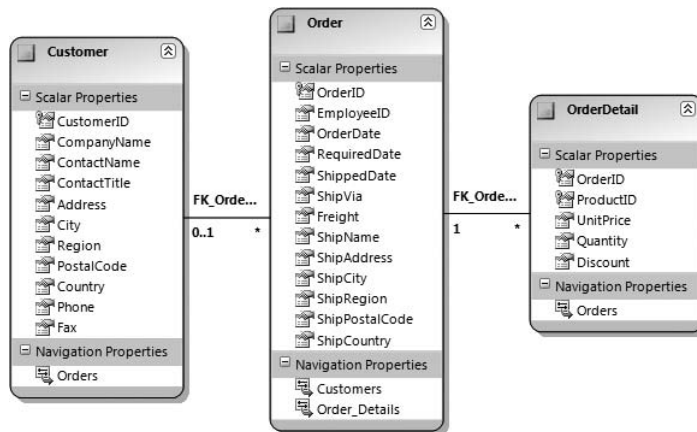 Customer
Scalar Properties
CustomerID
CompanyName
ContactName
ContactTitle
Address
City
Region
PostalCode
Country
Phone
Fax
Navigation Properties
Orders
FK_Orde...
0..1 *
Order
Scalar Properties
OrderID
EmployeeID
OrderDate
RequiredDate
ShippedDate
ShipVia
Freight
ShipName
ShipAddress
ShipCity
ShipRegion
ShipPostalCode
ShipCountry
Navigation Properties
Customers
Order_Details
FK_Orde...
1 *
OrderDetail
Scalar Properties
OrderID
ProductID
UnitPrice
Quantity
Discount
Navigation Properties
Orders